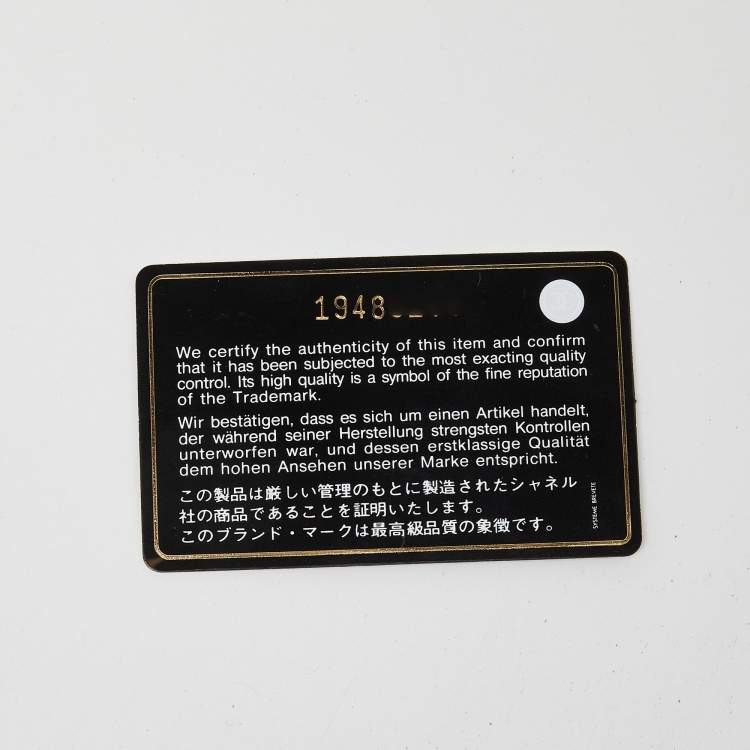 1948
We certify the authenticity of this item and confirm
that it has been subjected to the most exacting quality
control. Its high quality is a symbol of the fine reputation
of the Trademark.
Wir bestätigen, dass es sich um einen Artikel handelt,
der während seiner Herstellung strengsten Kontrollen
unterworfen war, und dessen erstklassige Qualität
dem hohen Ansehen unserer Marke entspricht.
この製品は厳しい管理のもとに製造されたシャネル
社の商品であることを証明いたします。
このブランド・マークは最高級品質の象徴です。
SYSTEME BREVETE